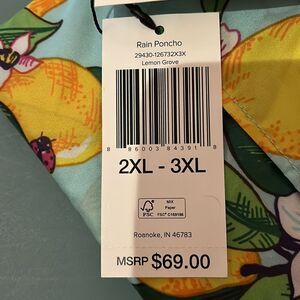 Rain Poncho
29430-126732X3X
Lemon Grove
8 86003 84391 8
2XL - 3XL
FSC
MIX
Paper
FSC® C169186
Roanoke, IN 46783
MSRP $69.00